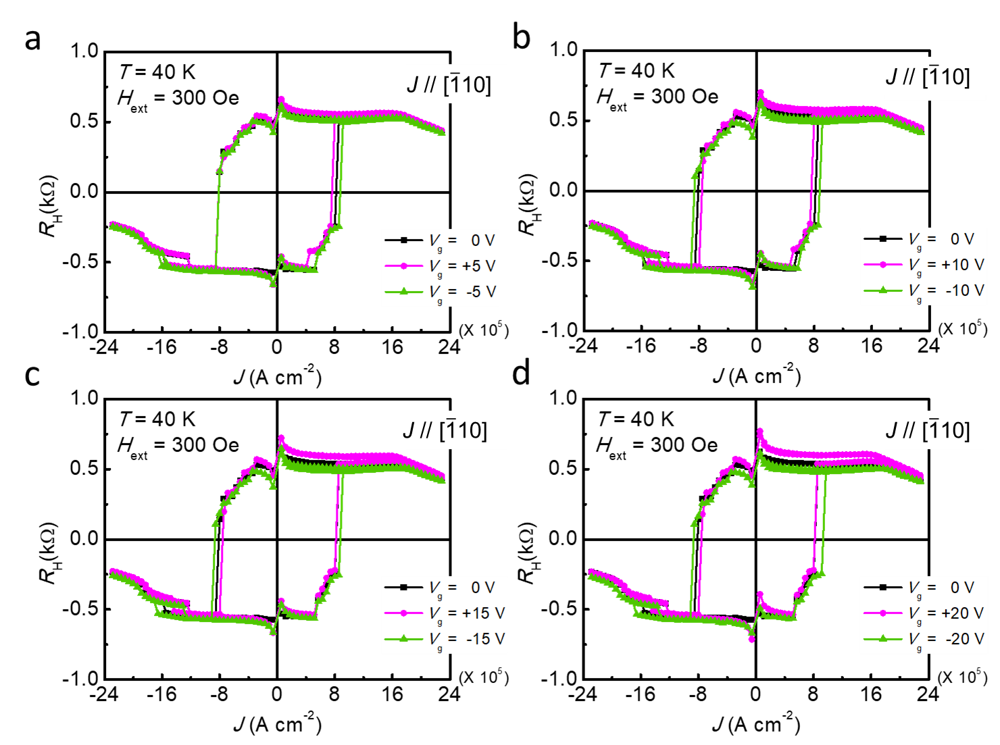 a
1.0
T = 40 K
Hext = 300 Oe
J // [1̅10]
0.5
0.0
-0.5
-1.0
RH(kΩ)
Vg = 0 V
Vg = +5 V
Vg = -5 V
(X 10^5)
-24 -16 -8 0 8 16 24
J (A cm-2)
b
1.0
T = 40 K
Hext = 300 Oe
J // [1̅10]
0.5
0.0
-0.5
-1.0
RH(kΩ)
Vg = 0 V
Vg = +10 V
Vg = -10 V
(X 10^5)
-24 -16 -8 0 8 16 24
J (A cm-2)
c
1.0
T = 40 K
Hext = 300 Oe
J // [1̅10]
0.5
0.0
-0.5
-1.0
RH(kΩ)
Vg = 0 V
Vg = +15 V
Vg = -15 V
(X 10^5)
-24 -16 -8 0 8 16 24
J (A cm-2)
d
1.0
T = 40 K
Hext = 300 Oe
J // [1̅10]
0.5
0.0
-0.5
-1.0
RH(kΩ)
Vg = 0 V
Vg = +20 V
Vg = -20 V
(X 10^5)
-24 -16 -8 0 8 16 24
J (A cm-2)